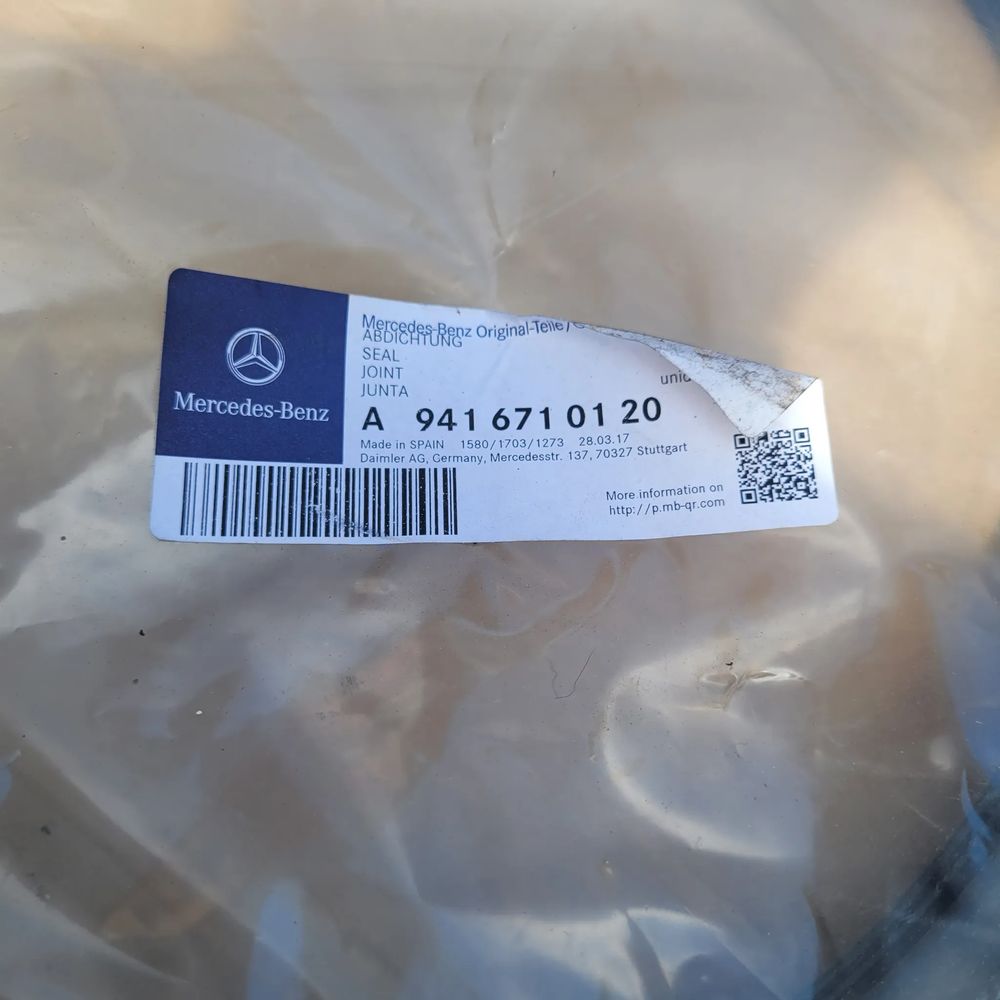 Mercedes-Benz
Mercedes-Benz Original-Teile/
ABDICHTUNG
SEAL
JOINT
JUNTA
A 941 671 01 20
Made in SPAIN 1580/1703/1273 28.03.17
Daimler AG, Germany, Mercedesstr. 137, 70327 Stuttgart
More information on
http://p.mb-qr.com